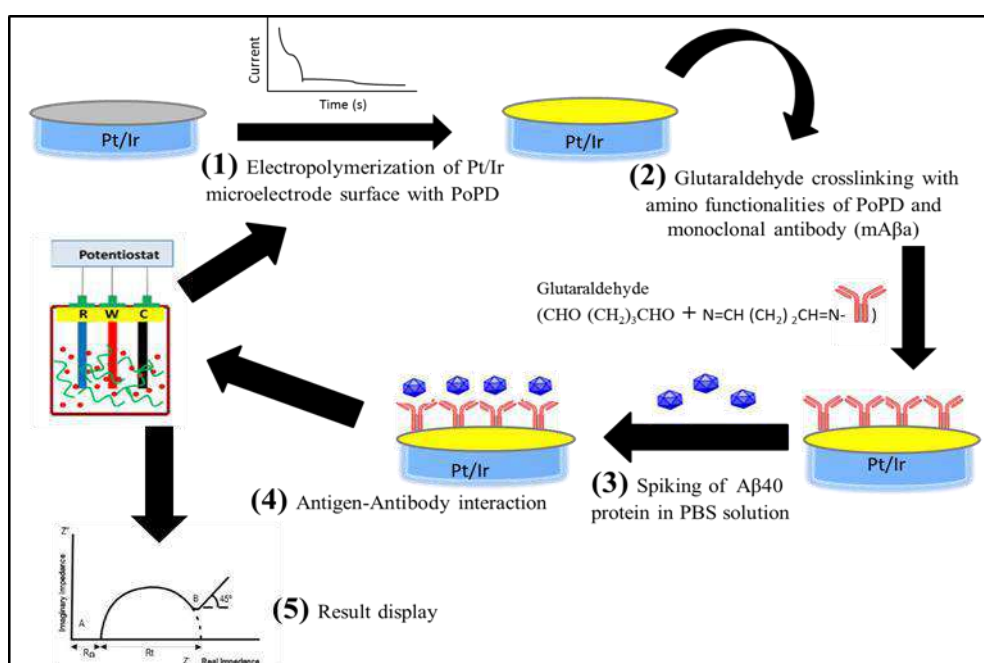 Current
Time (s)
Pt/Ir
Pt/Ir
(1) Electropolymerization of Pt/Ir
microelectrode surface with PoPD
(2) Glutaraldehyde crosslinking with
amino functionalities of PoPD and
monoclonal antibody (mAβa)
Potentiostat
R W C
Glutaraldehyde
(CHO (CH₂)₃CHO + N=CH (CH₂) ₂CH=N- )
Pt/Ir
Pt/Ir
(3) Spiking of Aβ40
protein in PBS solution
(4) Antigen-Antibody interaction
Z"
Imaginary Impedance
A
B
45°
RΩ
Rt
Z'
Real Impedance
(5) Result display